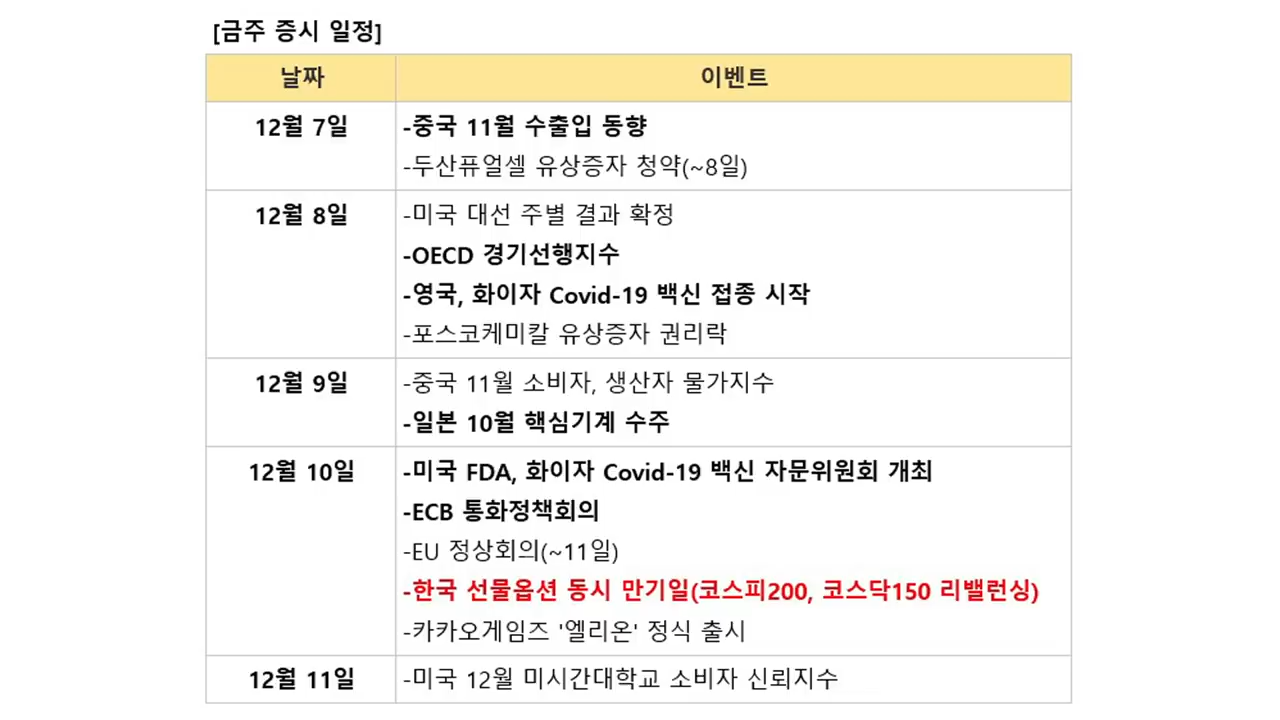 [금주 증시 일정]
날짜 이벤트
12월 7일 -중국 11월 수출입 동향
-두산퓨얼셀 유상증자 청약(~8일)
12월 8일 -미국 대선 주별 결과 확정
-OECD 경기선행지수
-영국, 화이자 Covid-19 백신 접종 시작
-포스코케미칼 유상증자 권리락
12월 9일 -중국 11월 소비자, 생산자 물가지수
-일본 10월 핵심기계 수주
12월 10일 -미국 FDA, 화이자 Covid-19 백신 자문위원회 개최
-ECB 통화정책회의
-EU 정상회의(~11일)
-한국 선물옵션 동시 만기일(코스피200, 코스닥150 리밸런싱)
-카카오게임즈 '엘리온' 정식 출시
12월 11일 -미국 12월 미시간대학교 소비자 신뢰지수